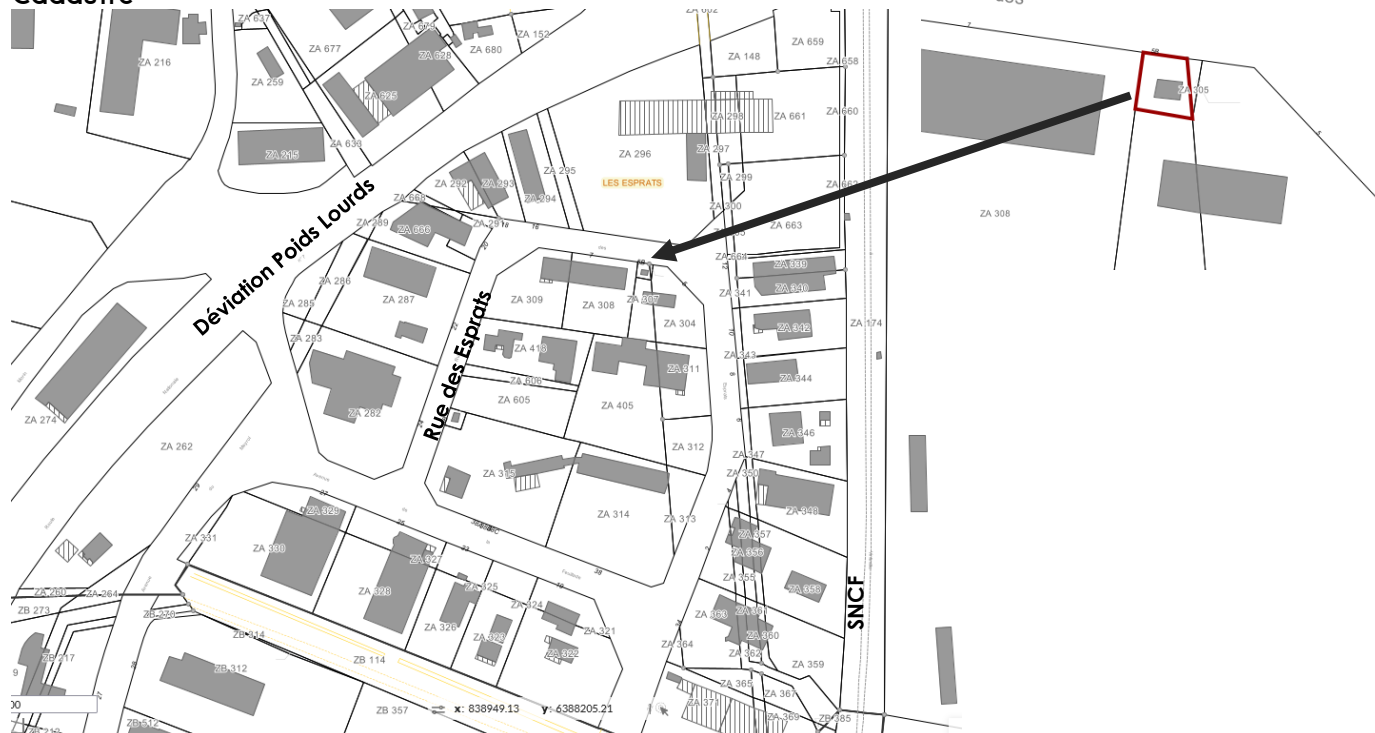 Cadastre
ZA 637
ZA 679
ZA 662
ZA 152
ZA 677
ZA 680
ZA 659
ZA 216
ZA 628
ZA 148
ZA 658
ZA 259
ZA 625
ZA 305
ZA 298
ZA 661
ZA 660
ZA 633
ZA 215
ZA 296
ZA 297
ZA 295
ZA 299
LES ESPRATS
ZA 292
ZA 293
ZA 294
ZA 668
ZA 300
ZA 308
ZA 289
ZA 666
ZA 291
ZA 663
Déviation Poids Lourds
ZA 664
ZA 339
ZA 286
ZA 287
ZA 285
ZA 309
ZA 308
ZA 307
ZA 341
ZA 340
ZA 304
ZA 174
ZA 283
ZA 342
ZA 343
Rue des Esprats
ZA 311
ZA 344
ZA 606
ZA 605
ZA 405
ZA 282
ZA 274
ZA 262
ZA 346
ZA 312
ZA 347
ZA 350
ZA 315
ZA 314
ZA 313
ZA 329
ZA 331
ZA 330
ZA 357
ZA 356
ZA 327
ZA 355
ZA 328
ZA 325
ZA 358
SNCF
ZA 260
ZA 264
ZB 273
ZB 270
ZA 324
ZA 363
ZA 361
ZA 326
ZA 323
ZA 321
ZA 360
ZB 314
ZA 364
ZB 217
ZA 322
ZA 362
ZB 114
ZA 359
ZB 312
ZA 365
ZA 367
ZA 371
x: 838949.13 y: 6388205.21
ZB 357
ZA 369
ZB 385
ZB 512